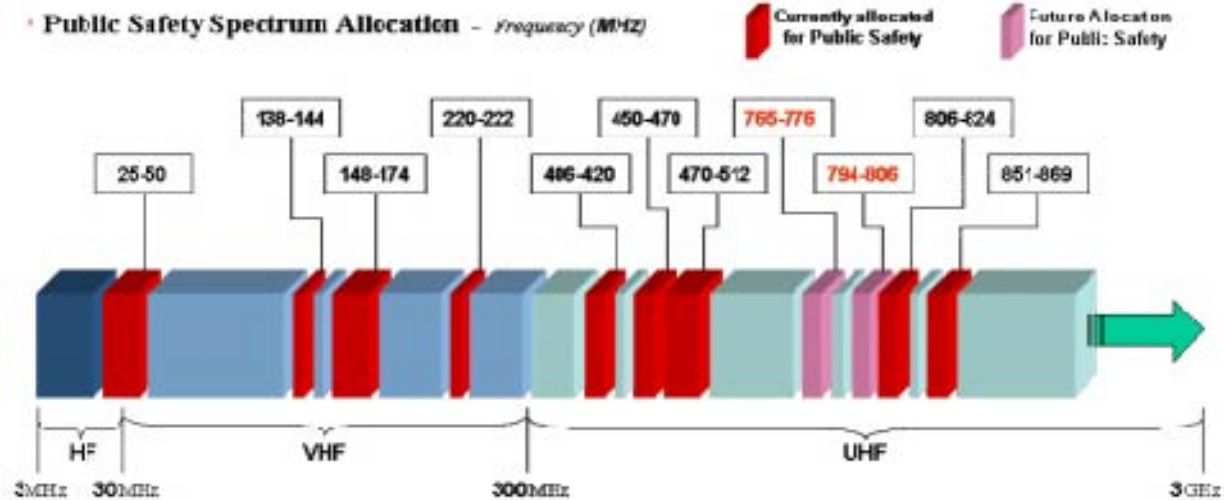 Public Safety Spectrum Allocation - Frequency (MHz)
Currently allocated
for Public Safety
Future Allocation
for Public Safety
138-144
220-222
450-470
765-776
806-824
25-50
148-174
406-420
470-512
794-806
851-869
HF
VHF
UHF
3MHz
30MHz
300MHz
3GHz